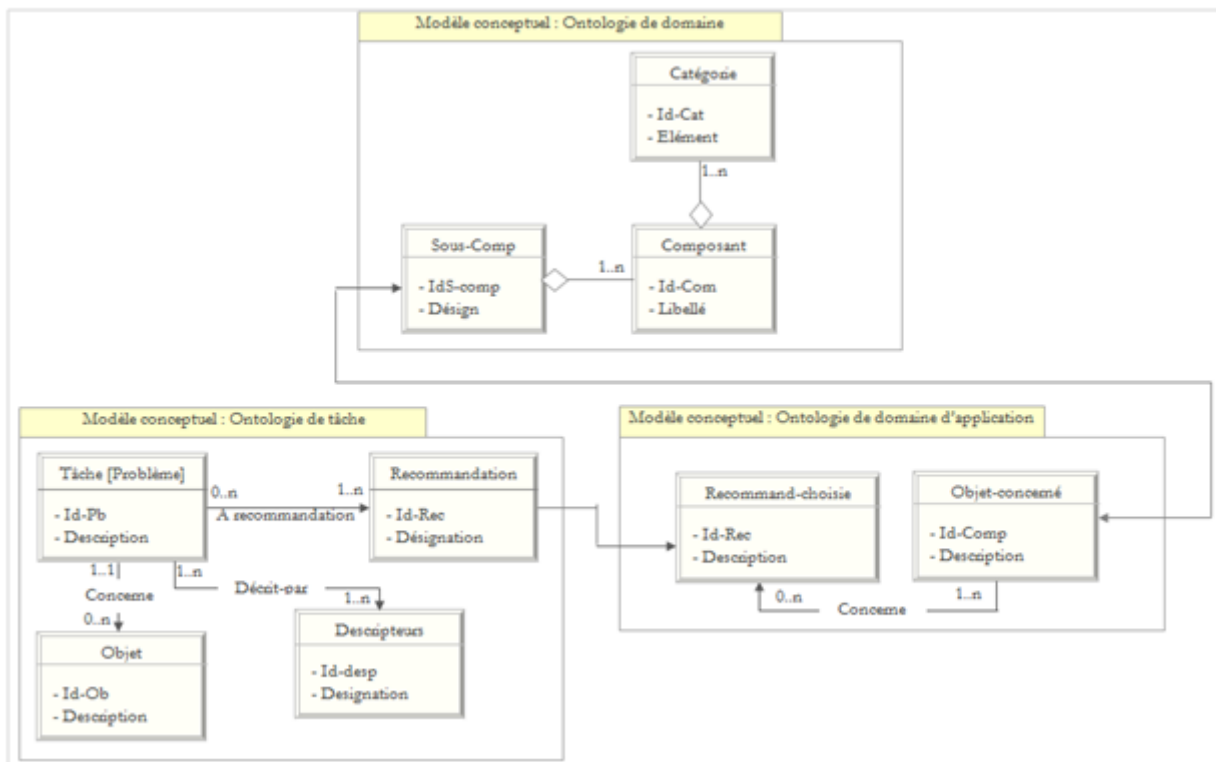 Modèle conceptuel : Ontologie de domaine
Catégorie
- Id-Cat
- Elément
1..n
Sous-Comp
- IdS-comp
- Désign
1..n
Composant
- Id-Com
- Libellé
Modèle conceptuel : Ontologie de tâche
Tâche [Problème]
- Id-Pb
- Description
0..n
1..n
A recommandation
Recommandation
- Id-Rec
- Désignation
1..1
1..n
Concerne
Décrit-par
0..n
1..n
Objet
- Id-Ob
- Description
Descripteurs
- Id-desp
- Designation
Modèle conceptuel : Ontologie de domaine d'application
Recommand-choisie
- Id-Rec
- Description
Objet-concerné
- Id-Comp
- Description
0..n
Concerne
1..n